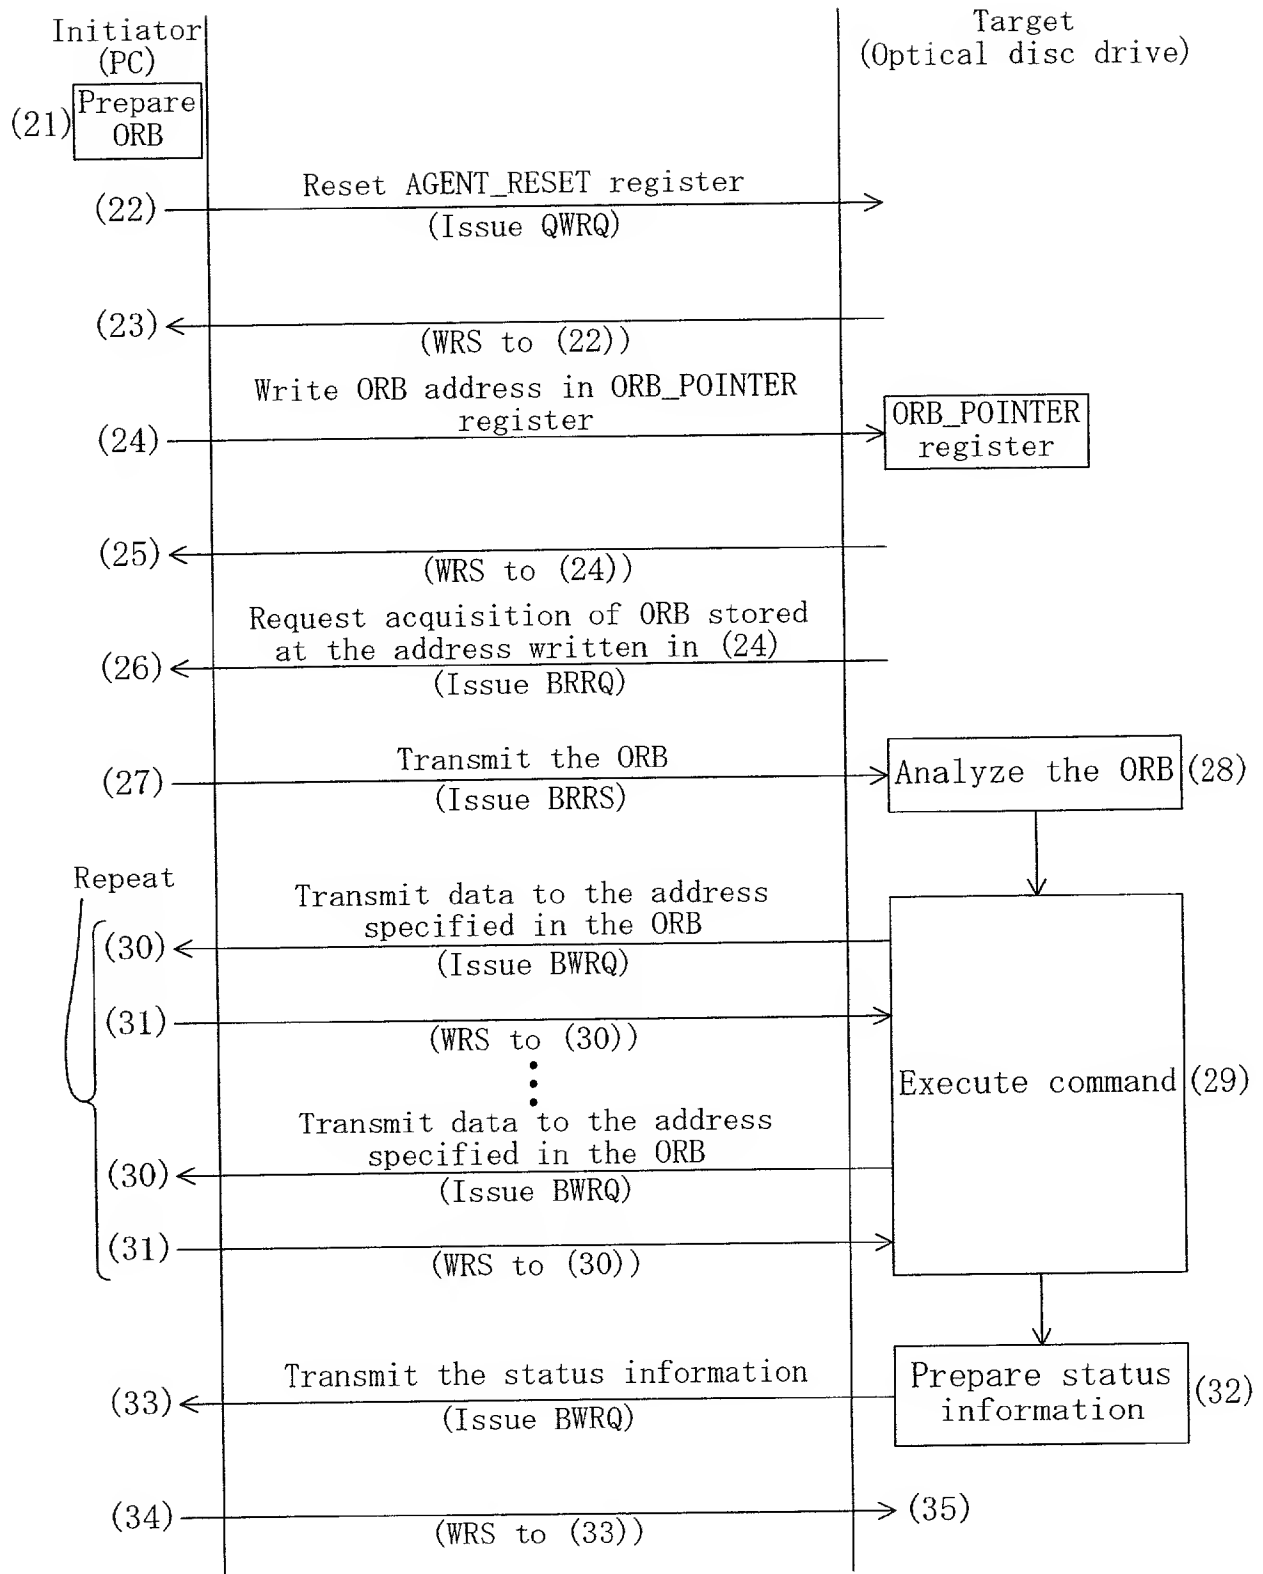 Initiator
(PC)
Target
(Optical disc drive)
(21)
Prepare
ORB
Reset AGENT_RESET register
(22)
(Issue QWRQ)
(23)
(WRS to (22))
Write ORB address in ORB_POINTER
register
(24)
ORB_POINTER
register
(25)
(WRS to (24))
Request acquisition of ORB stored
at the address written in (24)
(26)
(Issue BRRQ)
Transmit the ORB
(27)
(Issue BRRS)
Analyze the ORB
(28)
Repeat
Transmit data to the address
specified in the ORB
(30)
(Issue BWRQ)
(31)
(WRS to (30))
Execute command
(29)
Transmit data to the address
specified in the ORB
(30)
(Issue BWRQ)
(31)
(WRS to (30))
Transmit the status information
(33)
(Issue BWRQ)
Prepare status
information
(32)
(34)
(WRS to (33))
(35)